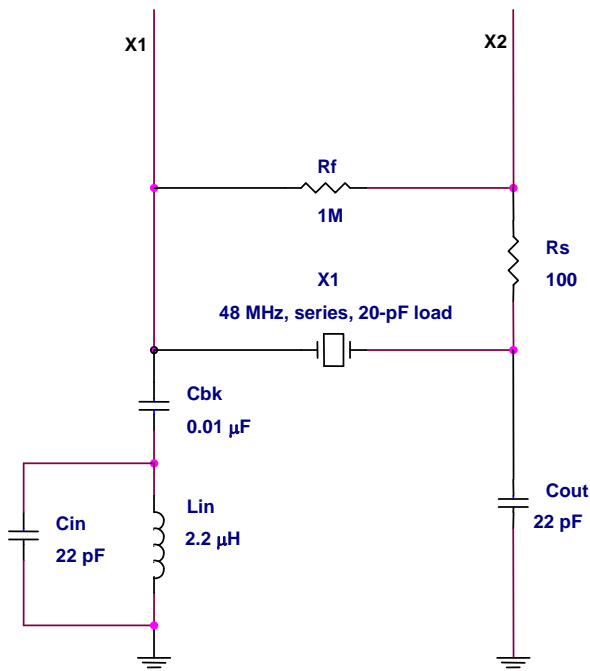 X1
X2
Rf
1M
Rs
100
X1
48 MHz, series, 20-pF load
Cbk
0.01 μF
Cin
22 pF
Lin
2.2 μH
Cout
22 pF